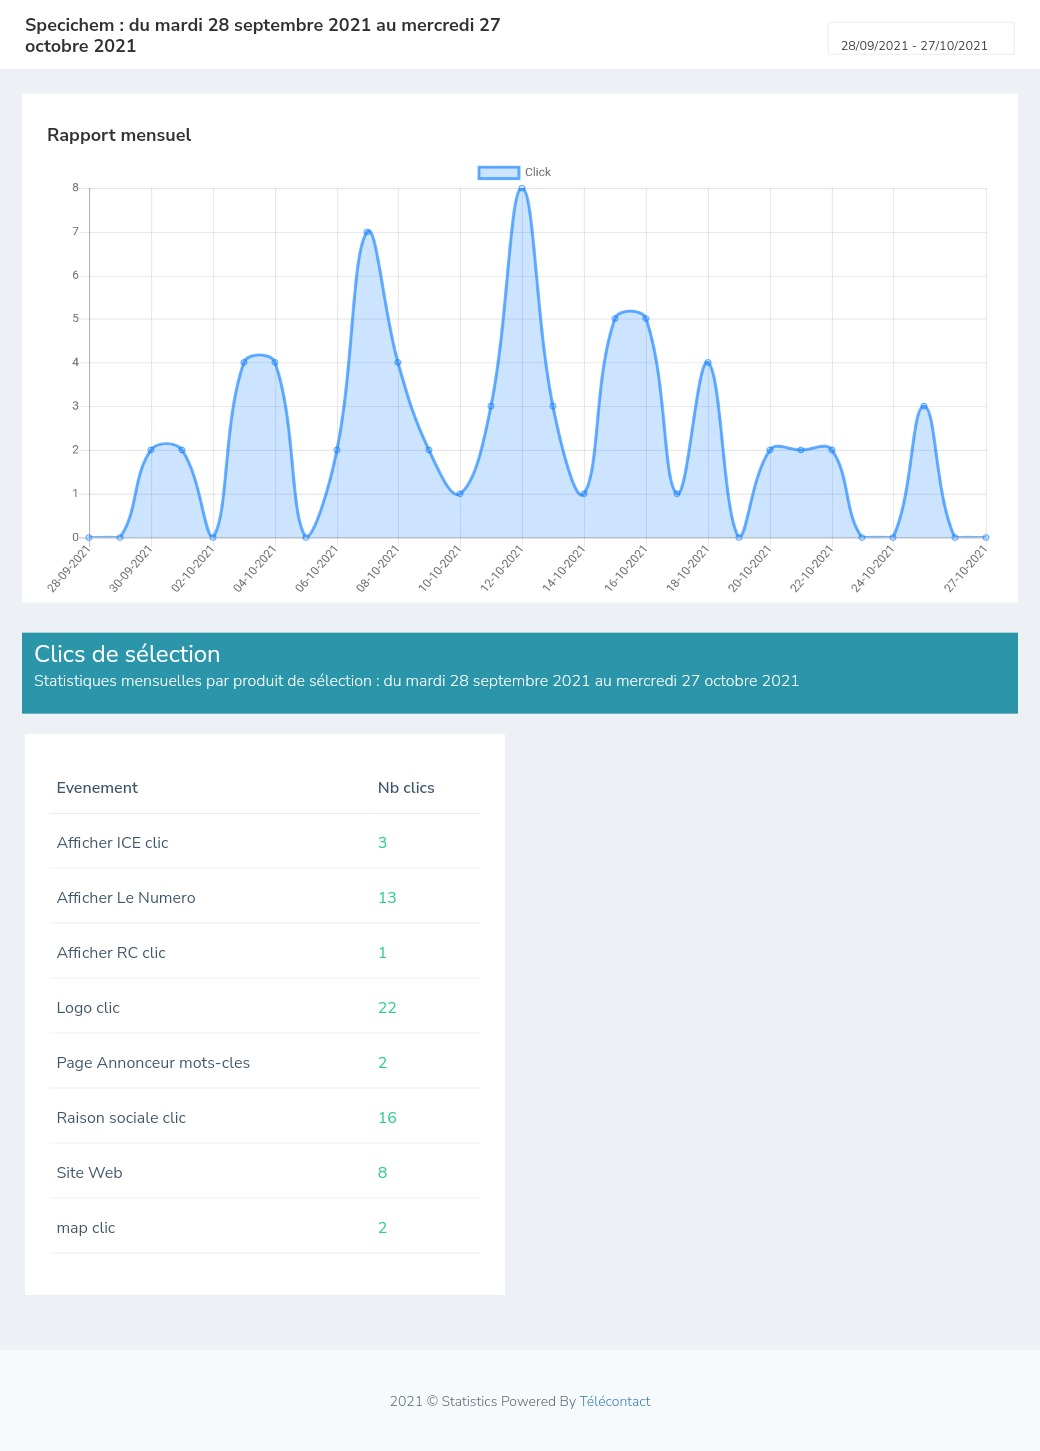 Specichem : du mardi 28 septembre 2021 au mercredi 27
octobre 2021
28/09/2021 - 27/10/2021
Rapport mensuel
Click
8
7
6
5
4
3
2
1
0
28-09-2021
30-09-2021
02-10-2021
04-10-2021
06-10-2021
08-10-2021
10-10-2021
12-10-2021
14-10-2021
16-10-2021
18-10-2021
20-10-2021
22-10-2021
24-10-2021
27-10-2021
Clics de sélection
Statistiques mensuelles par produit de sélection : du mardi 28 septembre 2021 au mercredi 27 octobre 2021
Evenement Nb clics
Afficher ICE clic 3
Afficher Le Numero 13
Afficher RC clic 1
Logo clic 22
Page Annonceur mots-cles 2
Raison sociale clic 16
Site Web 8
map clic 2
2021 © Statistics Powered By Télécontact